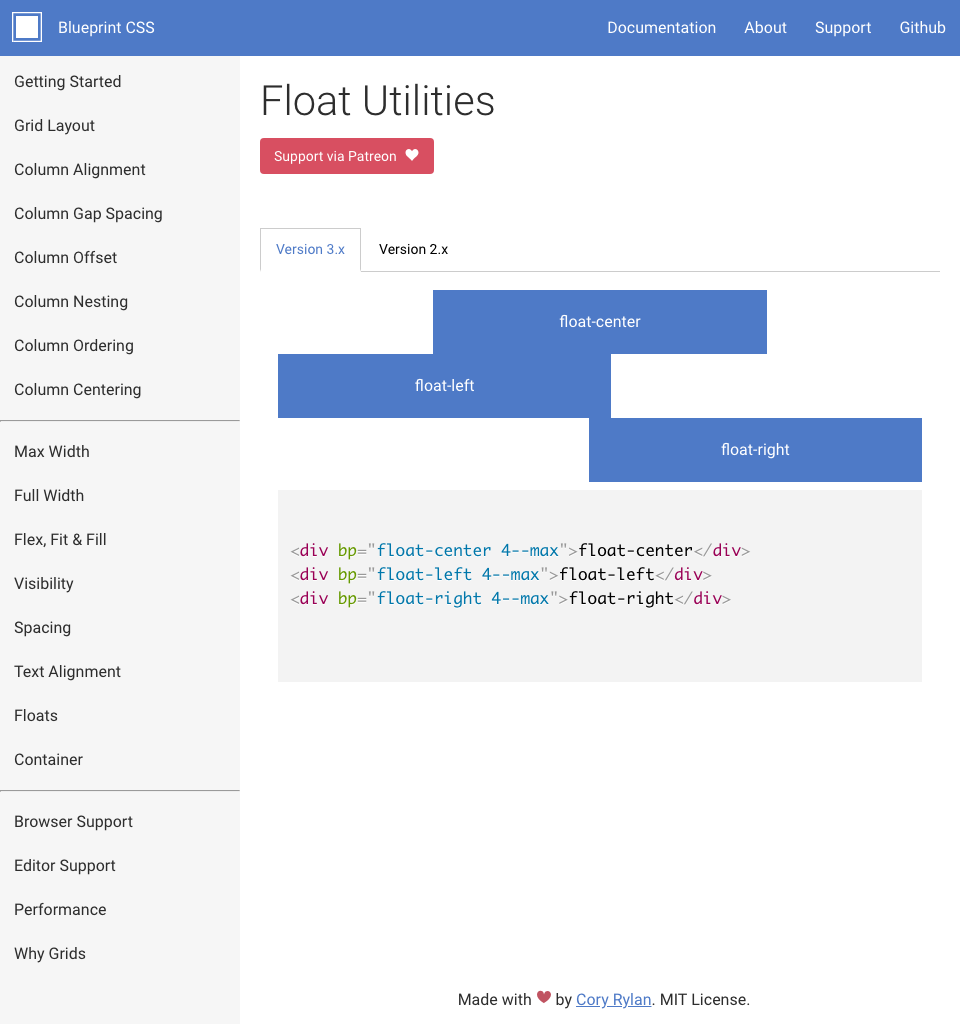 Blueprint CSS
Documentation About Support Github
Getting Started
Grid Layout
Column Alignment
Column Gap Spacing
Column Offset
Column Nesting
Column Ordering
Column Centering
Max Width
Full Width
Flex, Fit & Fill
Visibility
Spacing
Text Alignment
Floats
Container
Browser Support
Editor Support
Performance
Why Grids
Float Utilities
Support via Patreon
Version 3.x Version 2.x
float-center
float-left
float-right
<div bp="float-center 4--max">float-center</div>
<div bp="float-left 4--max">float-left</div>
<div bp="float-right 4--max">float-right</div>
Made with ♥ by Cory Rylan. MIT License.